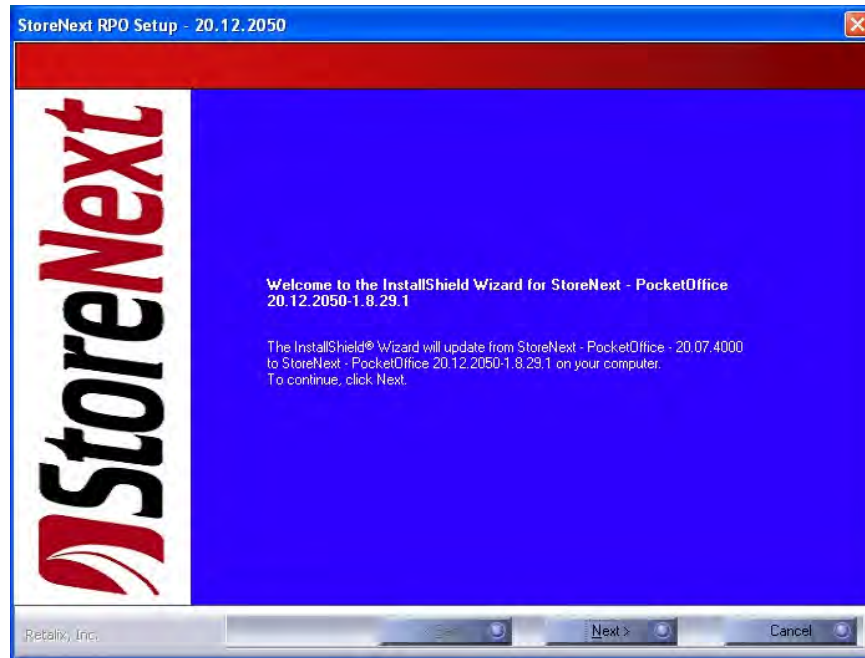 StoreNext RPO Setup - 20.12.2050
StoreNext
Welcome to the InstallShield Wizard for StoreNext - PocketOffice
20.12.2050-1.8.29.1
The InstallShield® Wizard will update from StoreNext - PocketOffice - 20.07.4000
to StoreNext - PocketOffice 20.12.2050-1.8.29.1 on your computer.
To continue, click Next.
Retalix, Inc.
Next >
Cancel